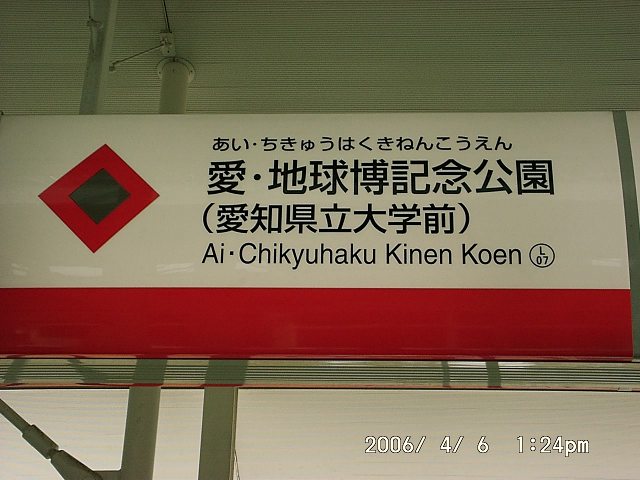 あい・ちきゅうはくきねんこうえん
愛・地球博記念公園
（愛知県立大学前）
Ai・Chikyuhaku Kinen Koen L07
2006/ 4/ 6 1:24pm